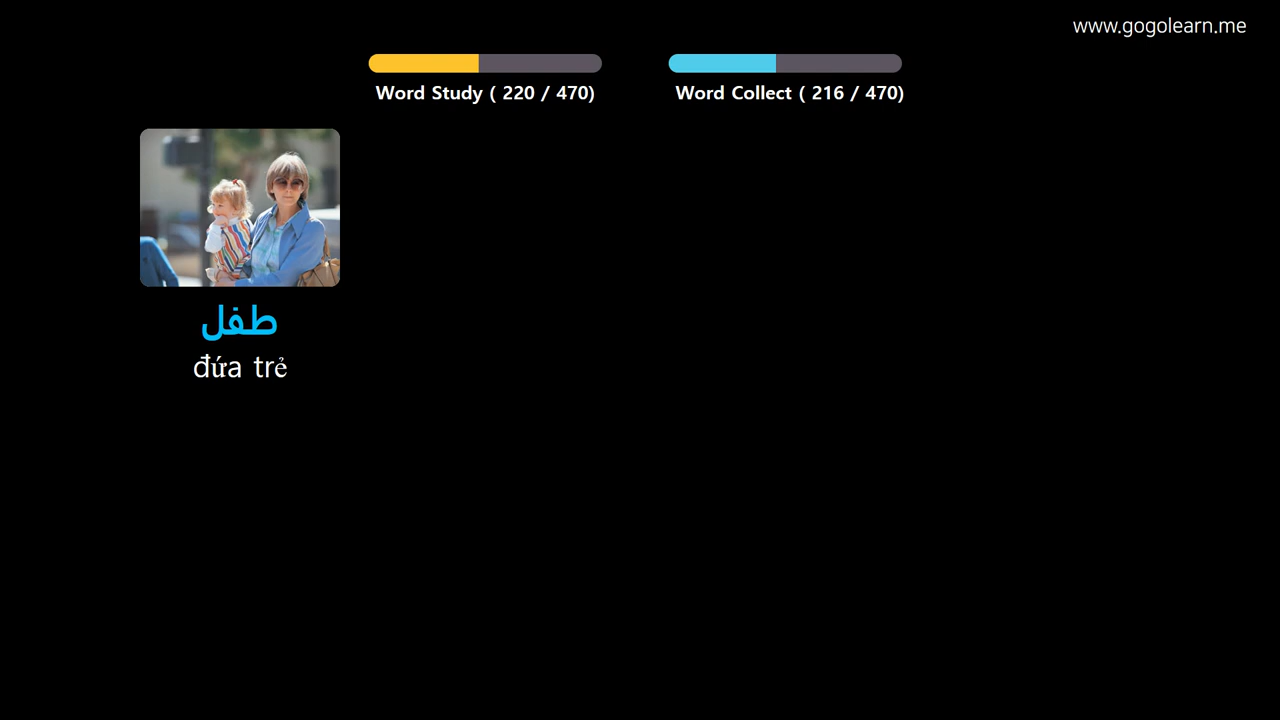 www.gogolearn.me
Word Study ( 220 / 470)
Word Collect ( 216 / 470)
طفل
đứa trẻ